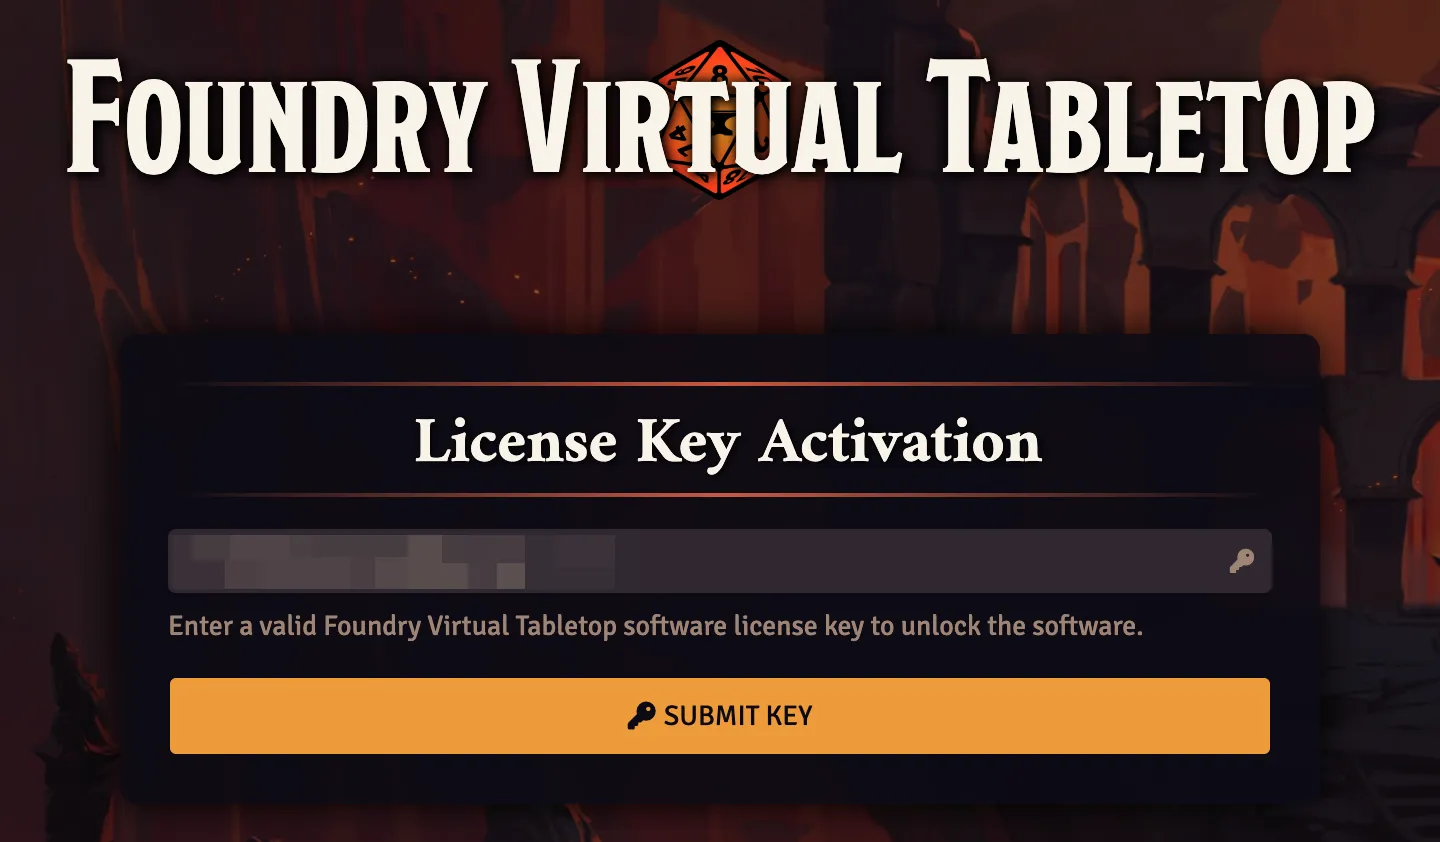 Foundry Virtual Tabletop
License Key Activation
Enter a valid Foundry Virtual Tabletop software license key to unlock the software.
SUBMIT KEY